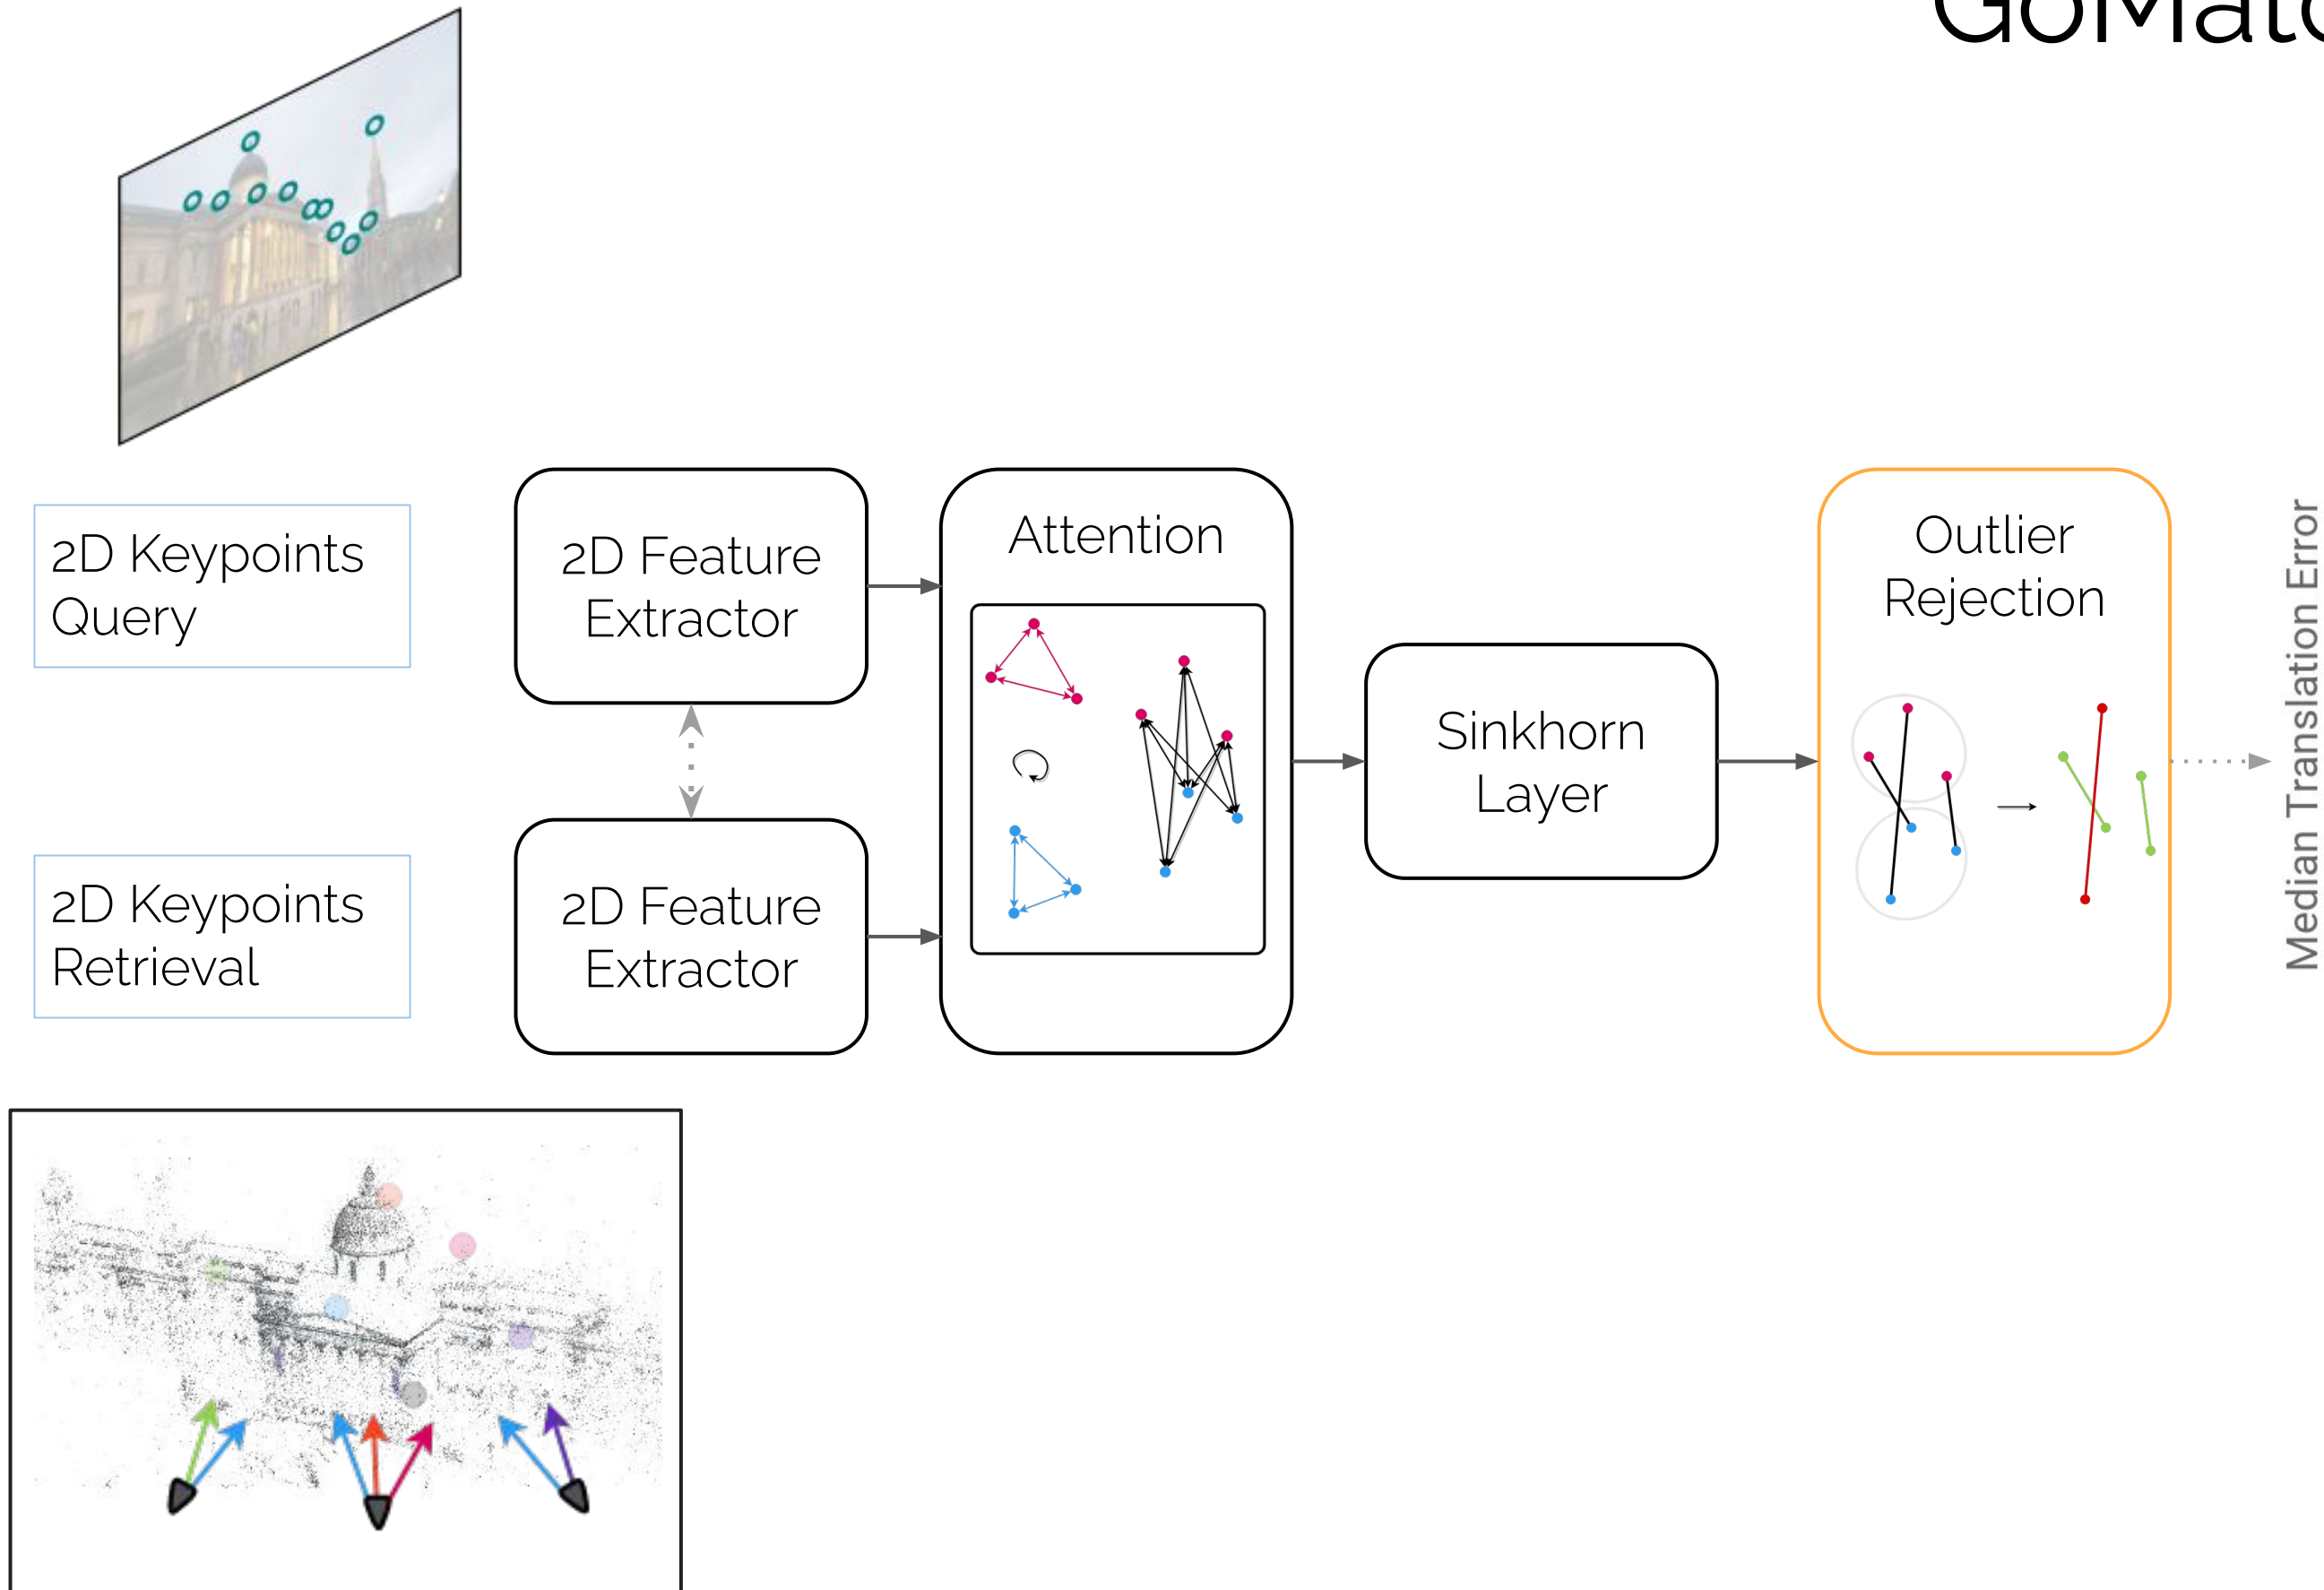 2D Keypoints
Query
2D Feature
Extractor
Attention
Outlier
Rejection
Median Translation Error
Sinkhorn
Layer
2D Keypoints
Retrieval
2D Feature
Extractor